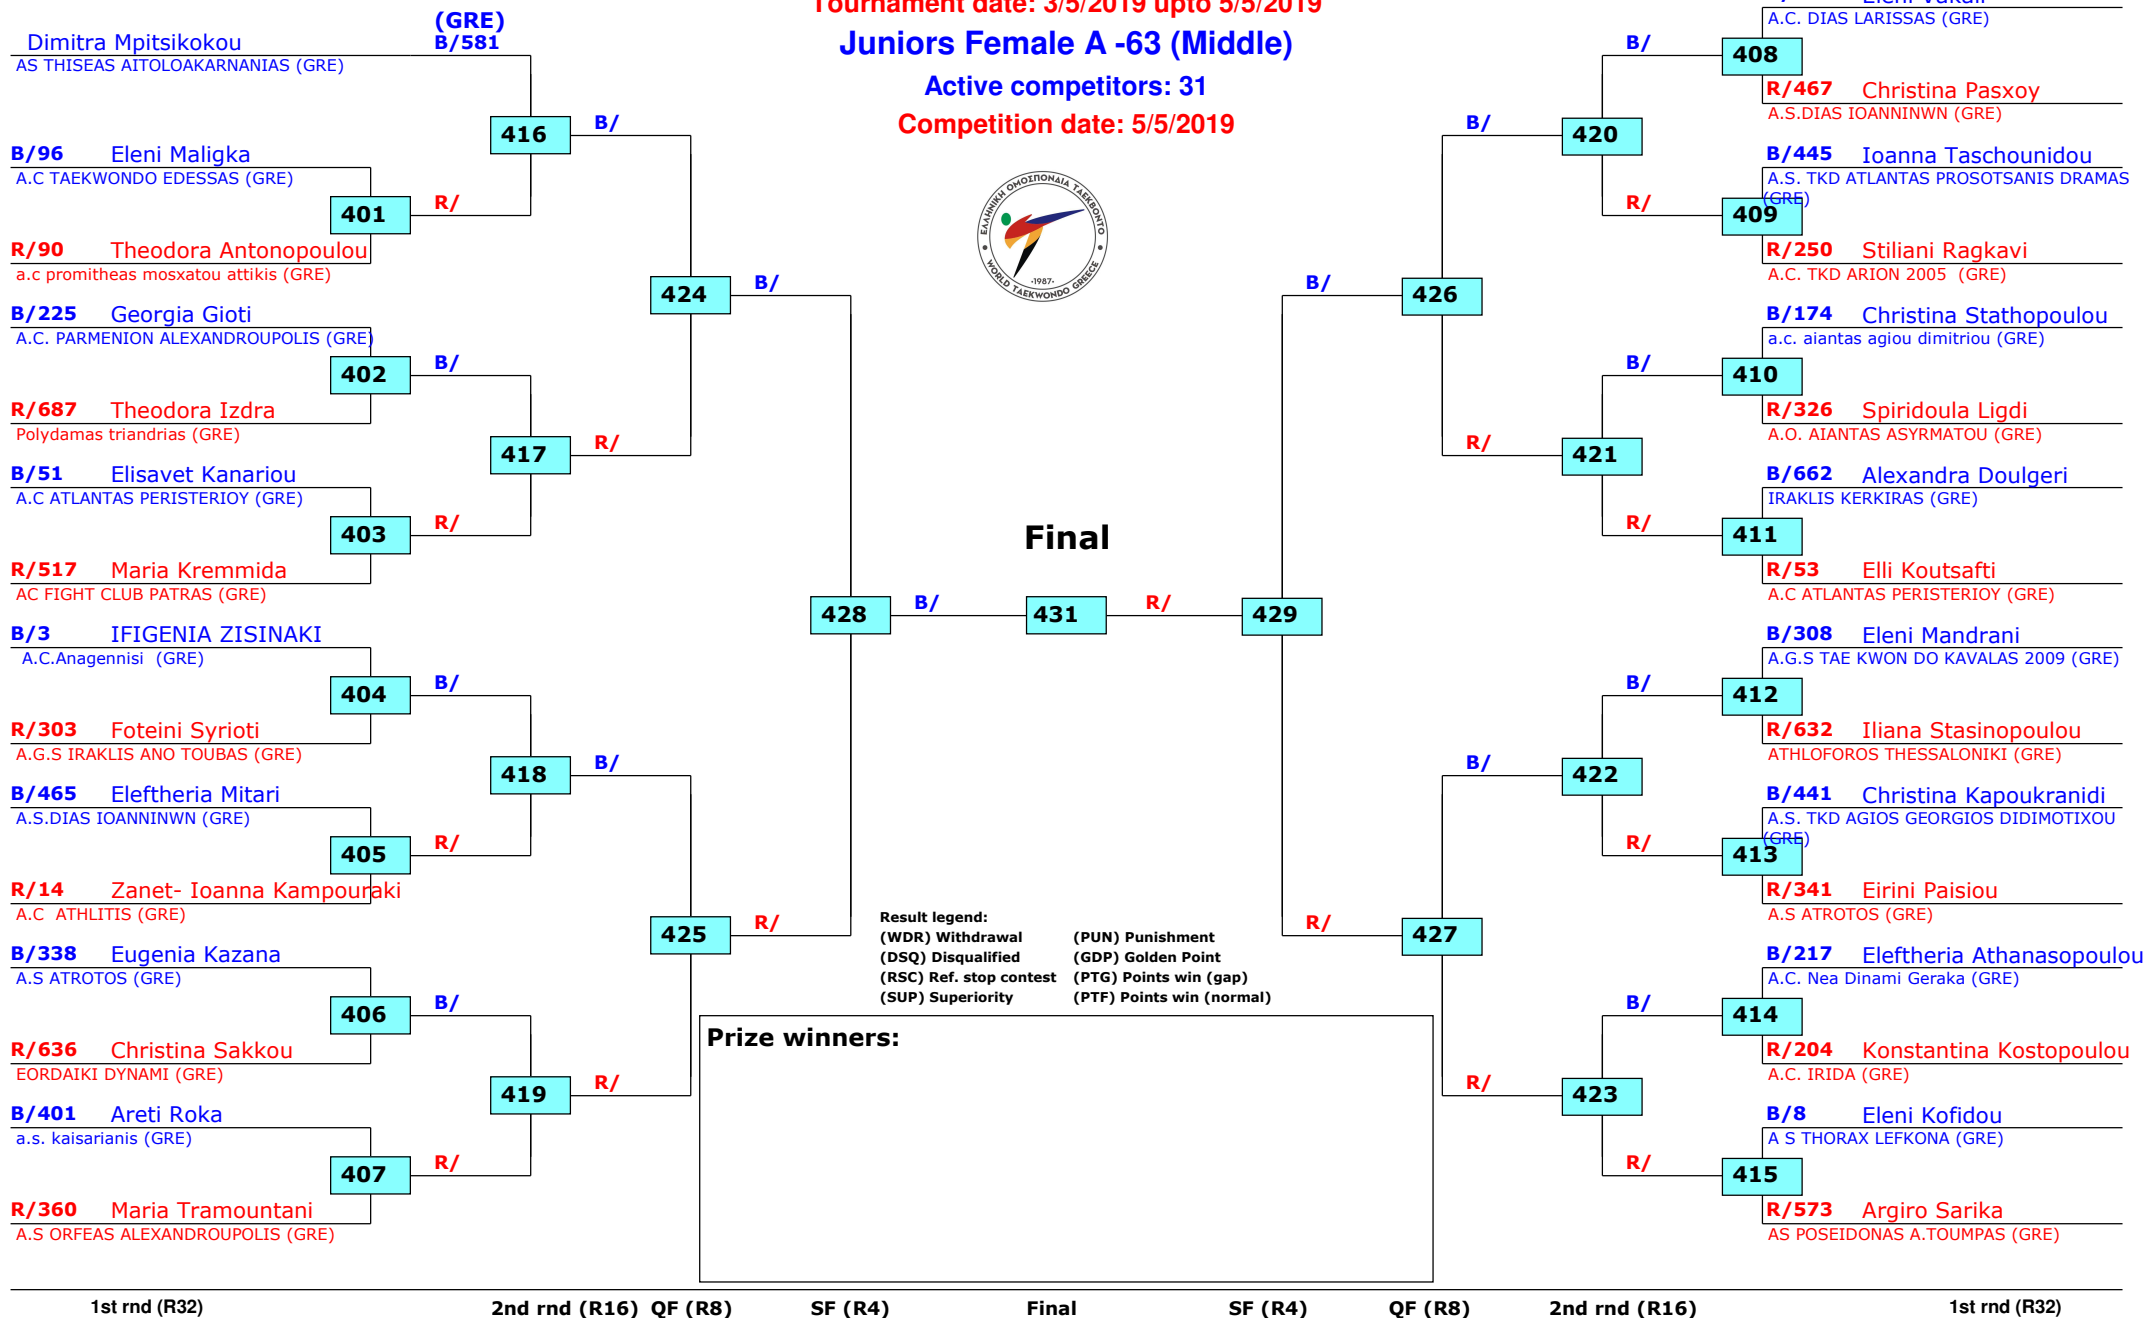 Tournament date: 3/5/2019 upto 5/5/2019
Juniors Female A -63 (Middle)
Active competitors: 31
Competition date: 5/5/2019
ΕΛΛΗΝΙΚΗ ΟΜΟΣΠΟΝΔΙΑ ΤΑΕΚΒΟΝΤΟ
·1987·
WORLD TAEKWONDO GREECE
(GRE)
Dimitra Mpitsikokou B/581
AS THISEAS AITOLOAKARNANIAS (GRE)
416 B/
B/96 Eleni Maligka
A.C TAEKWONDO EDESSAS (GRE)
401 R/
R/90 Theodora Antonopoulou
a.c promitheas mosxatou attikis (GRE)
424 B/
B/225 Georgia Gioti
A.C. PARMENION ALEXANDROUPOLIS (GRE)
402 B/
R/687 Theodora Izdra
Polydamas triandrias (GRE)
417 R/
B/51 Elisavet Kanariou
A.C ATLANTAS PERISTERIOY (GRE)
403 R/
R/517 Maria Kremmida
AC FIGHT CLUB PATRAS (GRE)
B/3 IFIGENIA ZISINAKI
A.C.Anagennisi (GRE)
404 B/
R/303 Foteini Syrioti
A.G.S IRAKLIS ANO TOUBAS (GRE)
418 B/
B/465 Eleftheria Mitari
A.S.DIAS IOANNINWN (GRE)
405 R/
R/14 Zanet- Ioanna Kampouraki
A.C ATHLITIS (GRE)
425 R/
B/338 Eugenia Kazana
A.S ATROTOS (GRE)
406 B/
R/636 Christina Sakkou
EORDAIKI DYNAMI (GRE)
419 R/
B/401 Areti Roka
a.s. kaisarianis (GRE)
407 R/
R/360 Maria Tramountani
A.S ORFEAS ALEXANDROUPOLIS (GRE)
Final
428 B/ 431 R/ 429
A.C. DIAS LARISSAS (GRE)
B/ 408
R/467 Christina Pasxoy
A.S.DIAS IOANNINWN (GRE)
B/ 420
B/445 Ioanna Taschounidou
A.S. TKD ATLANTAS PROSOTSANIS DRAMAS
(GRE)
R/ 409
R/250 Stiliani Ragkavi
A.C. TKD ARION 2005 (GRE)
B/ 426
B/174 Christina Stathopoulou
a.c. aiantas agiou dimitriou (GRE)
B/ 410
R/326 Spiridoula Ligdi
A.O. AIANTAS ASYRMATOU (GRE)
R/ 421
B/662 Alexandra Doulgeri
IRAKLIS KERKIRAS (GRE)
R/ 411
R/53 Elli Koutsafti
A.C ATLANTAS PERISTERIOY (GRE)
B/308 Eleni Mandrani
A.G.S TAE KWON DO KAVALAS 2009 (GRE)
B/ 412
R/632 Iliana Stasinopoulou
ATHLOFOROS THESSALONIKI (GRE)
B/ 422
B/441 Christina Kapoukranidi
A.S. TKD AGIOS GEORGIOS DIDIMOTIXOU
(GRE)
R/ 413
R/341 Eirini Paisiou
A.S ATROTOS (GRE)
R/ 427
B/217 Eleftheria Athanasopoulou
A.C. Nea Dinami Geraka (GRE)
B/ 414
R/204 Konstantina Kostopoulou
A.C. IRIDA (GRE)
R/ 423
B/8 Eleni Kofidou
A S THORAX LEFKONA (GRE)
R/ 415
R/573 Argiro Sarika
AS POSEIDONAS A.TOUMPAS (GRE)
Result legend:
(WDR) Withdrawal (PUN) Punishment
(DSQ) Disqualified (GDP) Golden Point
(RSC) Ref. stop contest (PTG) Points win (gap)
(SUP) Superiority (PTF) Points win (normal)
Prize winners:
1st rnd (R32) 2nd rnd (R16) QF (R8) SF (R4) Final SF (R4) QF (R8) 2nd rnd (R16) 1st rnd (R32)